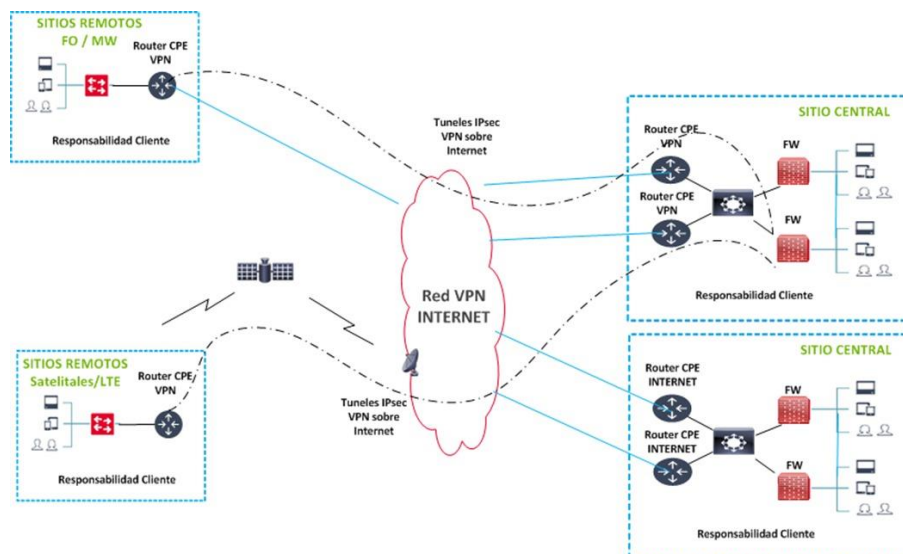 SITIOS REMOTOS
FO / MW
Router CPE
VPN
Responsabilidad Cliente
Tuneles IPsec
VPN sobre
Internet
SITIO CENTRAL
Router CPE
VPN
FW
Router CPE
VPN
FW
Responsabilidad Cliente
Red VPN
INTERNET
SITIOS REMOTOS
Satelitales/LTE
Router CPE
VPN
Responsabilidad Cliente
Tuneles IPsec
VPN sobre
Internet
SITIO CENTRAL
Router CPE
INTERNET
FW
Router CPE
INTERNET
FW
Responsabilidad Cliente